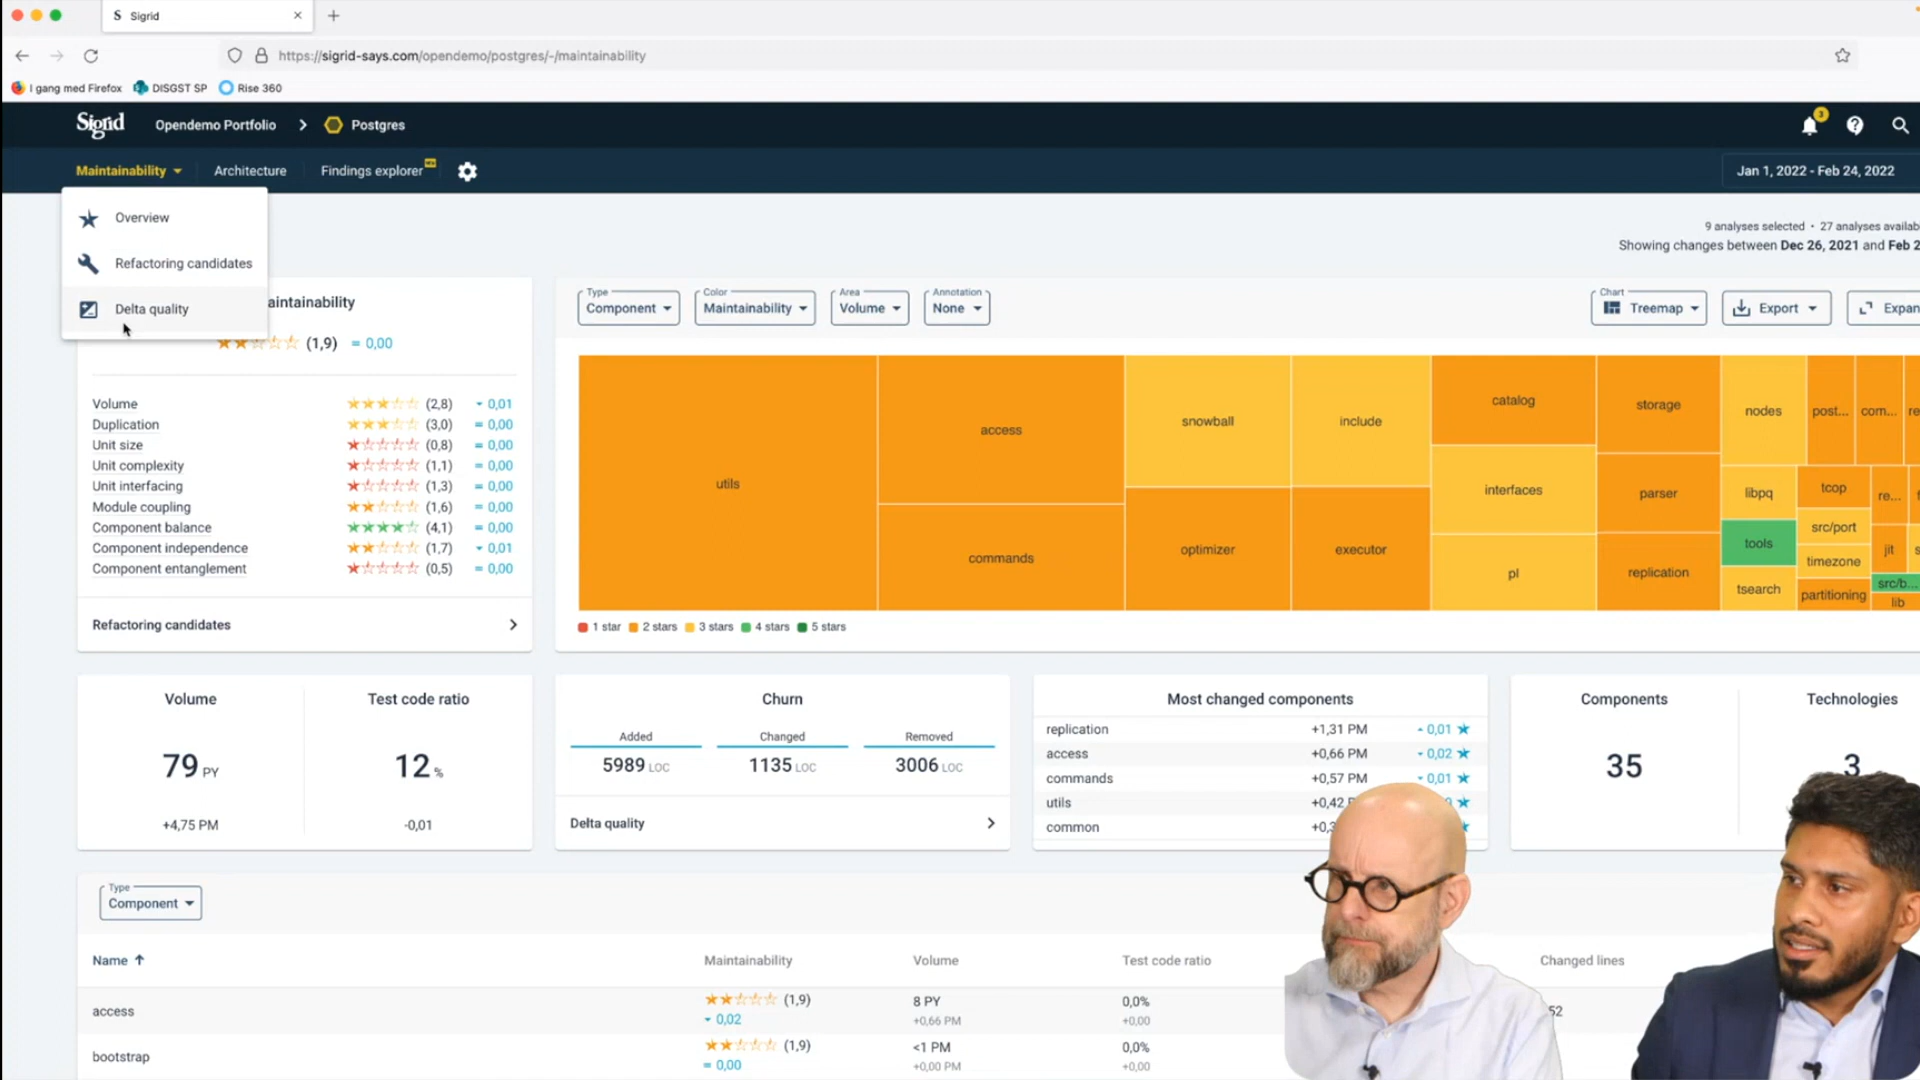 S Sigrid
https://sigrid-says.com/opendemo/postgres/-/maintainability
I gang med Firefox DISGST SP Rise 360
Sigrid Opendemo Portfolio Postgres
3
Maintainability Architecture Findings explorer
Jan 1, 2022 - Feb 24, 2022
Overview
Refactoring candidates
Delta quality
9 analyses selected • 27 analyses availab
Showing changes between Dec 26, 2021 and Feb 2
aintainability
(1,9) = 0,00
Volume (2,8) 0,01
Duplication (3,0) = 0,00
Unit size (0,8) = 0,00
Unit complexity (1,1) = 0,00
Unit interfacing (1,3) = 0,00
Module coupling (1,6) = 0,00
Component balance (4,1) = 0,00
Component independence (1,7) 0,01
Component entanglement (0,5) = 0,00
Refactoring candidates
Type Color Area Annotation Chart
Component Maintainability Volume None Treemap Export Expan
utils
access
commands
snowball
optimizer
include
executor
catalog
interfaces
pl
storage
parser
replication
nodes
libpq
tools
tsearch
post...
com...
re
tcop
src/port
timezone
partitioning
re...
jit
src/b...
lib
1 star 2 stars 3 stars 4 stars 5 stars
Volume
79 PY
+4,75 PM
Test code ratio
12 %
-0,01
Churn
Added Changed Removed
5989 LOC 1135 LOC 3006 LOC
Delta quality
Most changed components
replication +1,31 PM 0,01
access +0,66 PM 0,02
commands +0,57 PM 0,01
utils +0,42
common
Components
35
Technologies
3
Type
Component
Name Maintainability Volume Test code ratio Changed lines
access (1,9) 8 PY 0,0% 52
0,02 +0,66 PM +0,00
bootstrap (1,9) <1 PM 0,0%
= 0,00 +0,00 PM +0,00